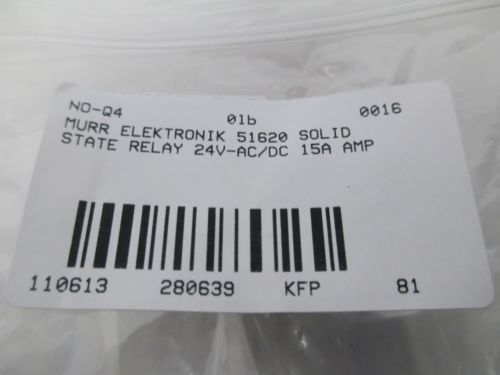 NO-Q4 01b 0016
MURR ELEKTRONIK 51620 SOLID
STATE RELAY 24V-AC/DC 15A AMP
110613 280639 KFP 81